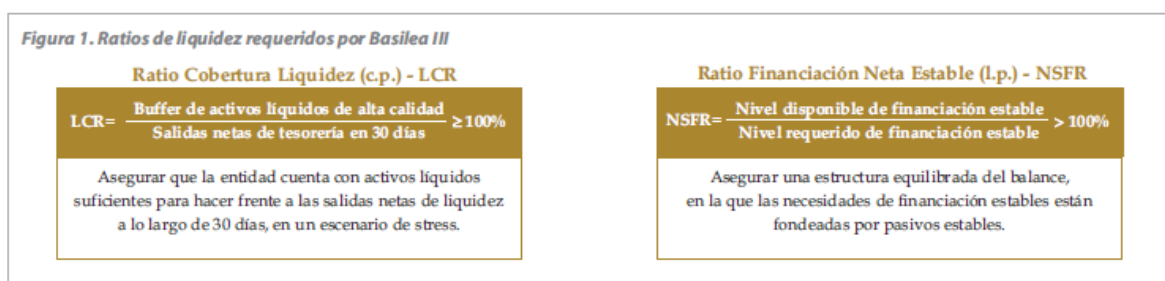 Figura 1. Ratios de liquidez requeridos por Basilea III
Ratio Cobertura Liquidez (c.p.) - LCR
LCR= Buffer de activos líquidos de alta calidad
Salidas netas de tesorería en 30 días ≥100%
Asegurar que la entidad cuenta con activos líquidos
suficientes para hacer frente a las salidas netas de liquidez
a lo largo de 30 días, en un escenario de stress.
Ratio Financiación Neta Estable (l.p.) - NSFR
NSFR= Nivel disponible de financiación estable
Nivel requerido de financiación estable > 100%
Asegurar una estructura equilibrada del balance,
en la que las necesidades de financiación estables están
fondeadas por pasivos estables.